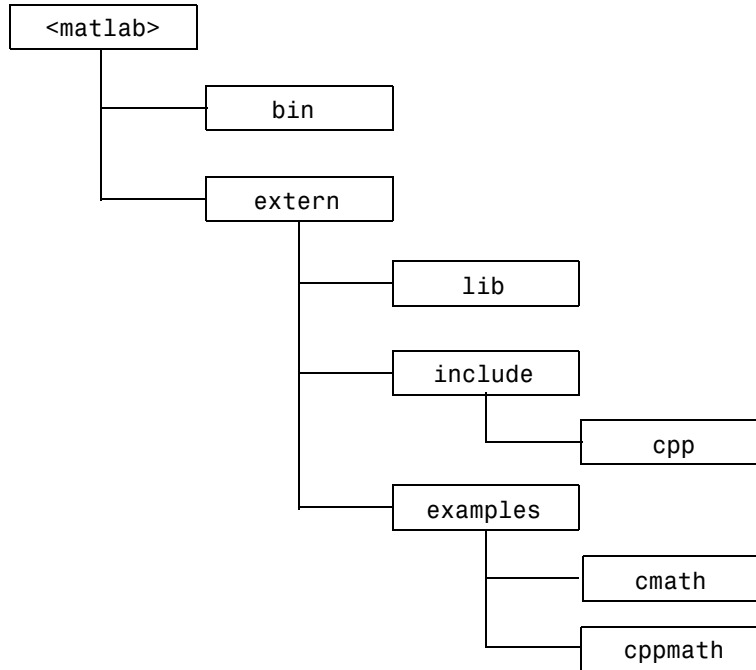 <matlab>
bin
extern
lib
include
cpp
examples
cmath
cppmath